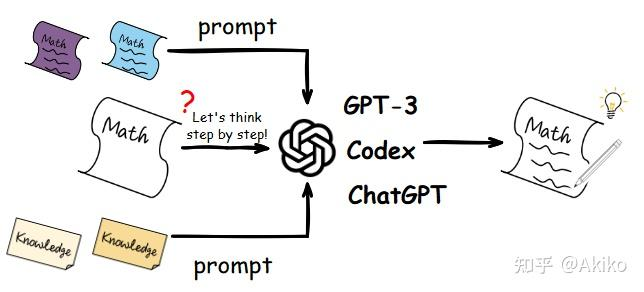 Math
Math
prompt
?
Math
Let's think
step by step!
GPT-3
Codex
ChatGPT
Math
Knowledge
Knowledge
prompt
知乎 @Akiko